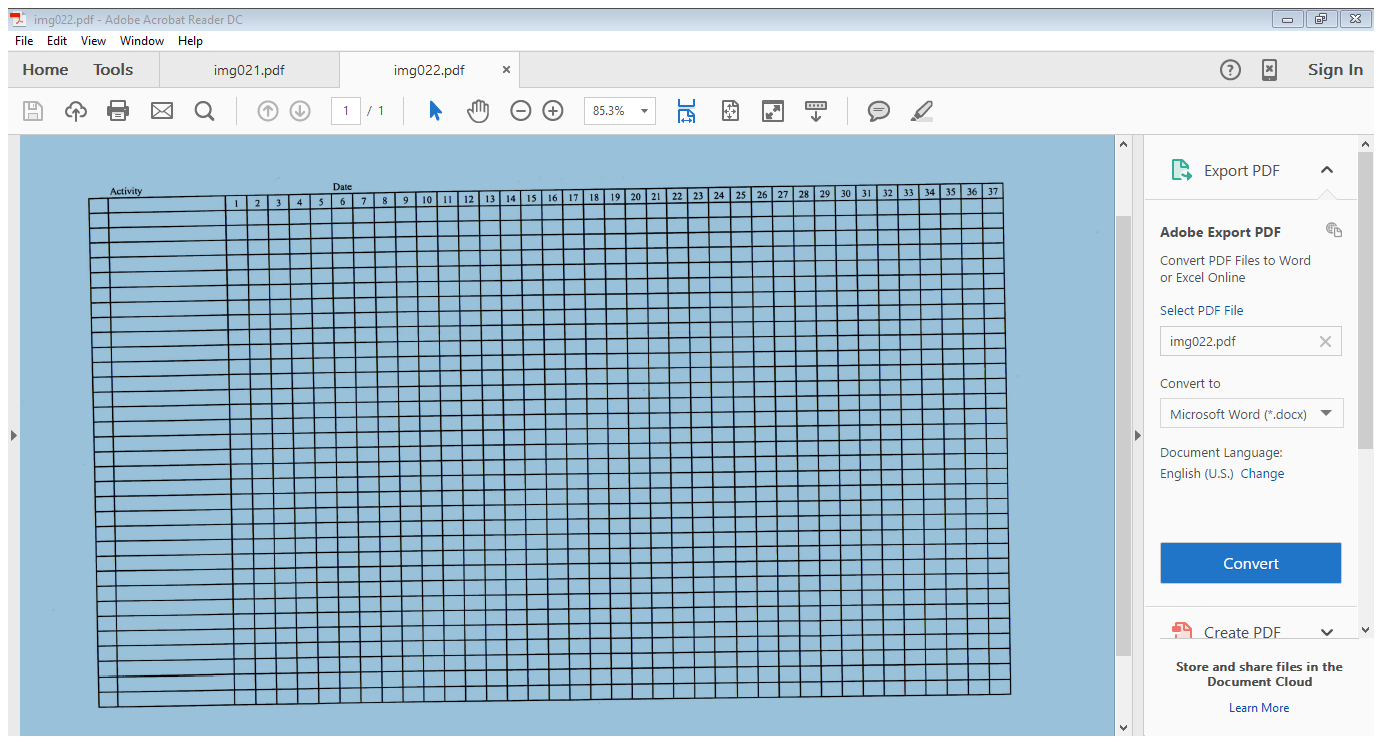 img022.pdf - Adobe Acrobat Reader DC
File Edit View Window Help
Home Tools img021.pdf img022.pdf × Sign In
1 / 1 85.3%
Activity Date
1 2 3 4 5 6 7 8 9 10 11 12 13 14 15 16 17 18 19 20 21 22 23 24 25 26 27 28 29 30 31 32 33 34 35 36 37
Export PDF
Adobe Export PDF
Convert PDF Files to Word
or Excel Online
Select PDF File
img022.pdf
Convert to
Microsoft Word (*.docx)
Document Language:
English (U.S.) Change
Convert
Create PDF
Store and share files in the
Document Cloud
Learn More